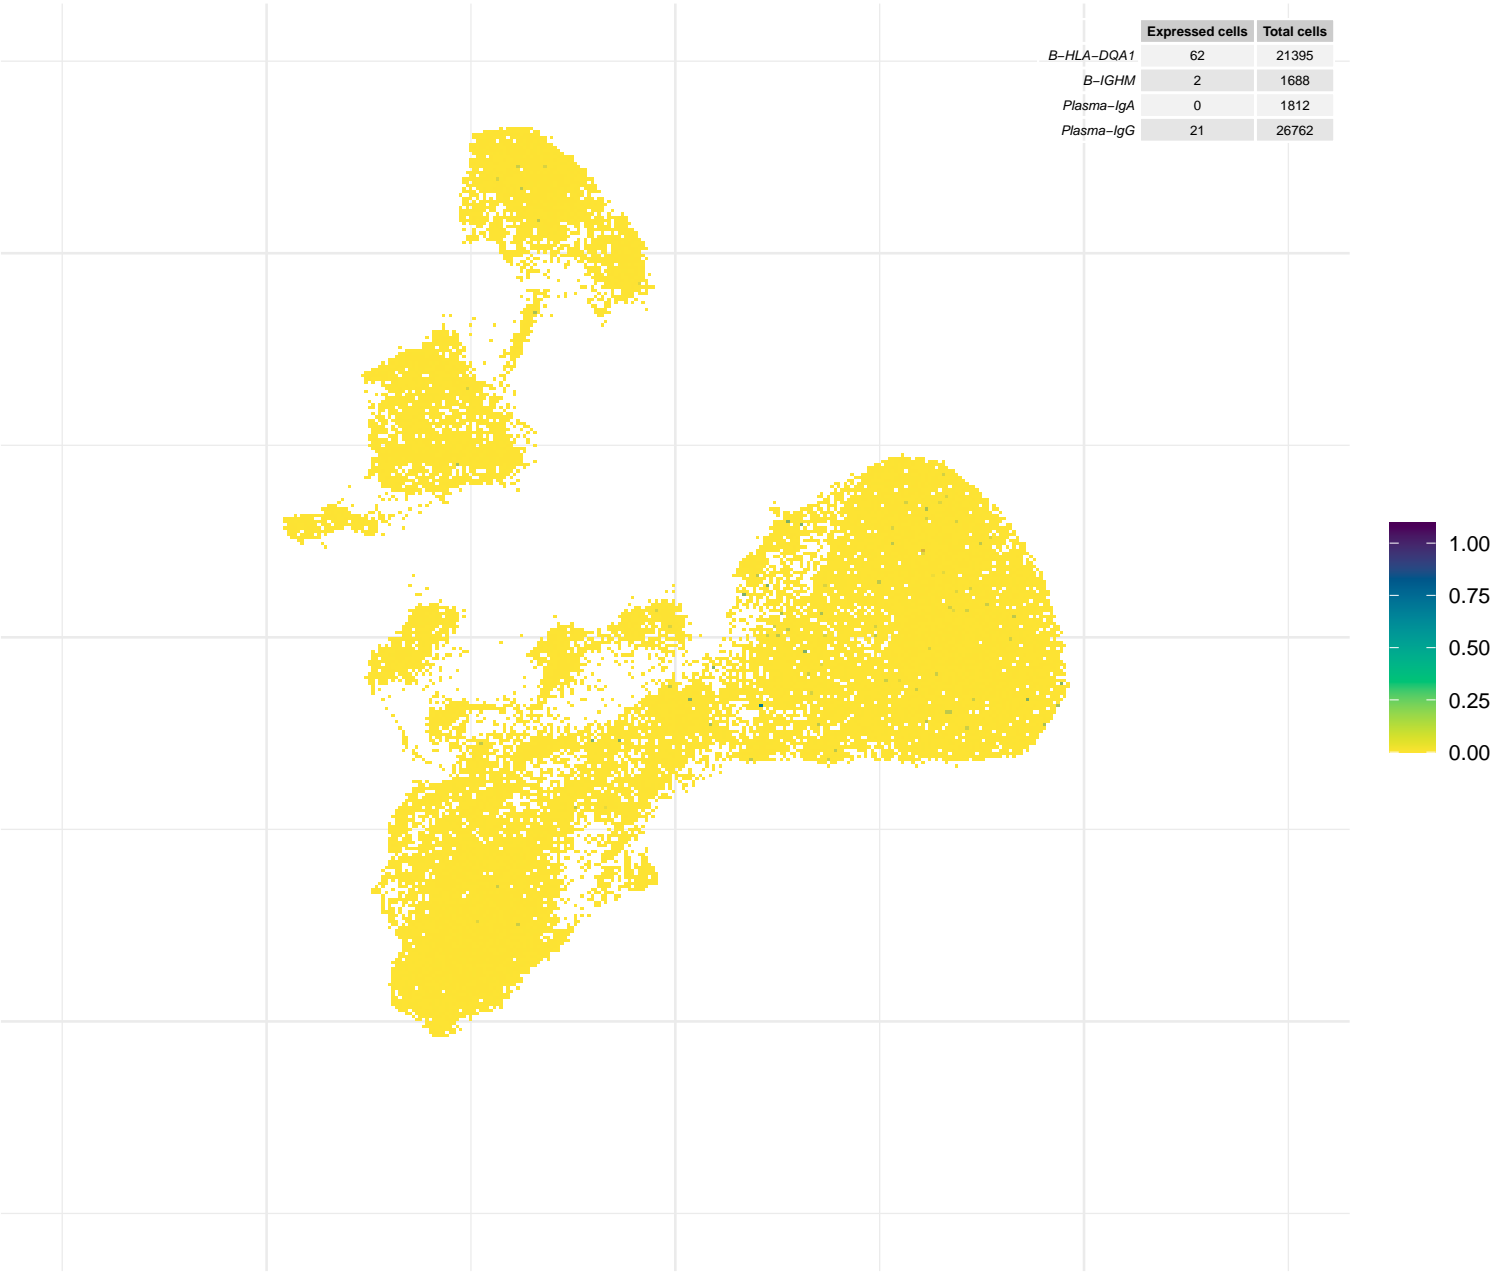 Expressed cells Total cells
B−HLA−DQA1 62 21395
B−IGHM 2 1688
Plasma−IgA 0 1812
Plasma−IgG 21 26762
1.00
0.75
0.50
0.25
0.00